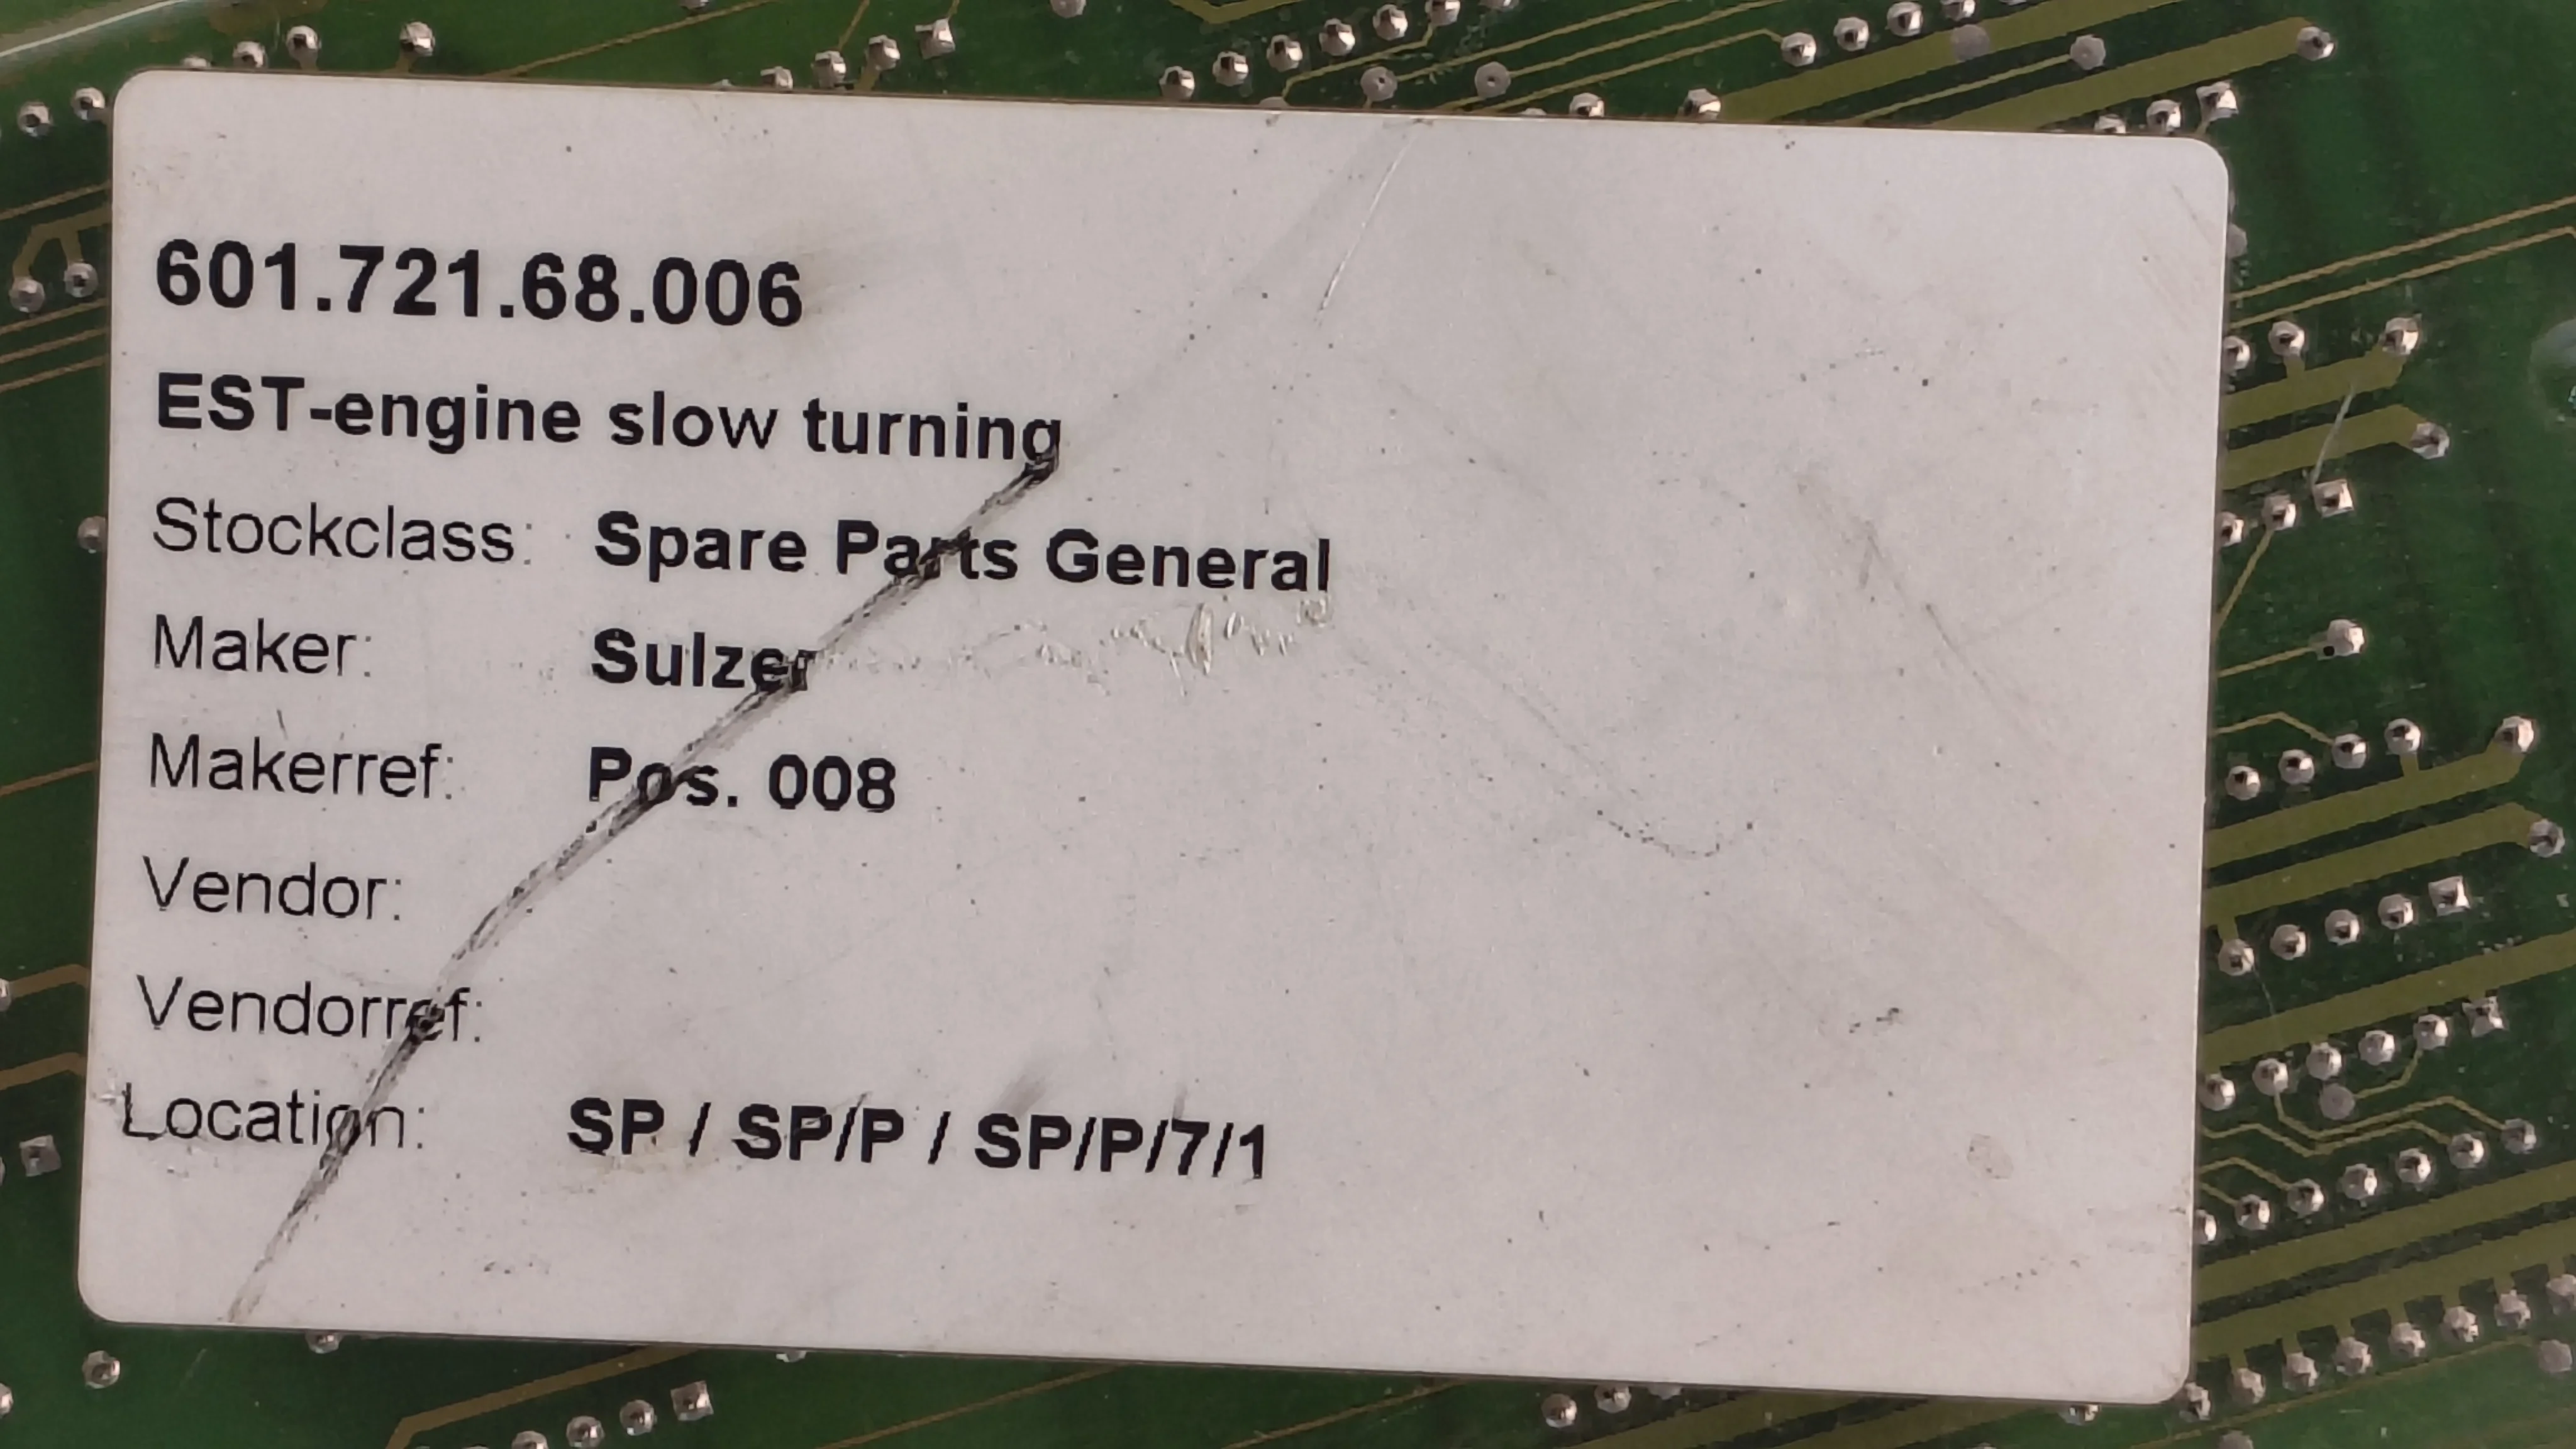 601.721.68.006
EST-engine slow turning
Stockclass: Spare Parts General
Maker: Sulzer
Makerref: Pos. 008
Vendor:
Vendorref:
Location: SP / SP/P / SP/P/7/1